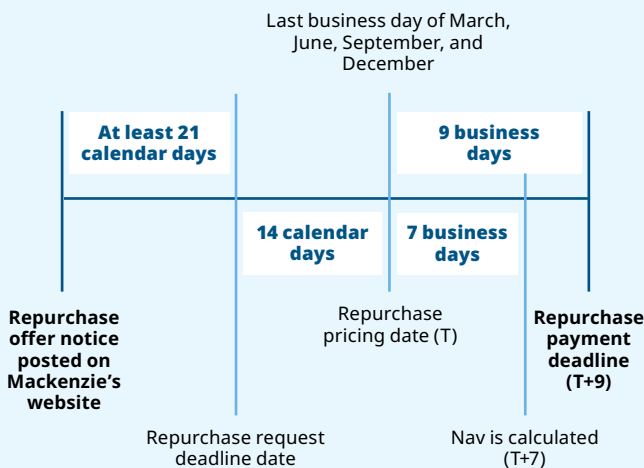 Last business day of March,
June, September, and
December
At least 21
calendar days
9 business
days
14 calendar
days
7 business
days
Repurchase
offer notice
posted on
Mackenzie's
website
Repurchase
pricing date (T)
Repurchase
payment
deadline
(T+9)
Repurchase request
deadline date
Nav is calculated
(T+7)